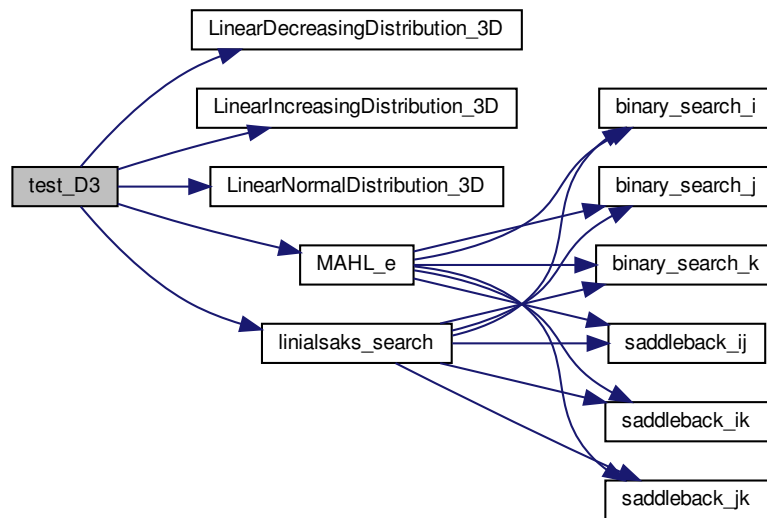 LinearDecreasingDistribution_3D
LinearIncreasingDistribution_3D
binary_search_i
test_D3
LinearNormalDistribution_3D
binary_search_j
MAHL_e
binary_search_k
linialsaks_search
saddleback_ij
saddleback_ik
saddleback_jk